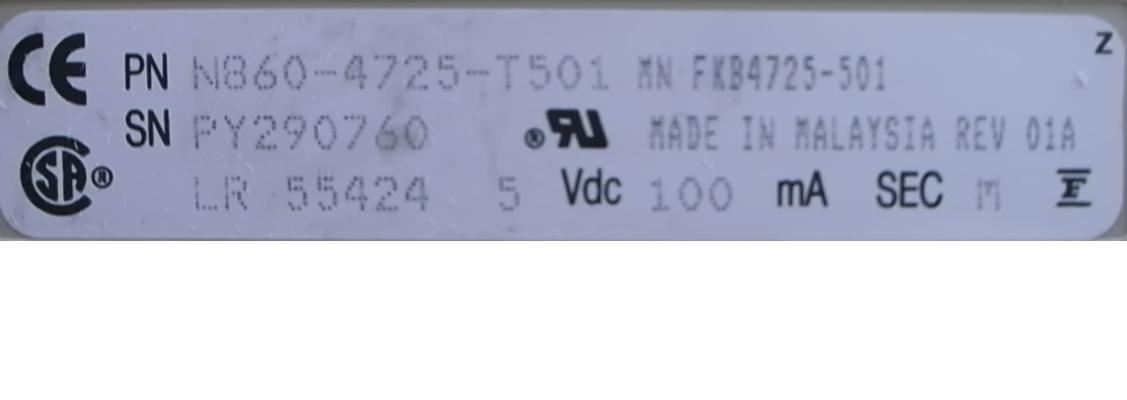 Z
CE PN N860-4725-T501 MN FKB4725-501
SN PY290760 ® RU MADE IN MALAYSIA REV 01A
SA® LR 55424 5 Vdc 100 mA SEC M F